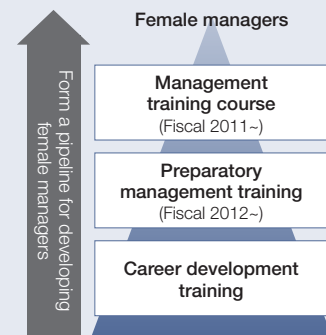 Female managers
Form a pipeline for developing
female managers
Management
training course
(Fiscal 2011~)
Preparatory
management training
(Fiscal 2012~)
Career development
training